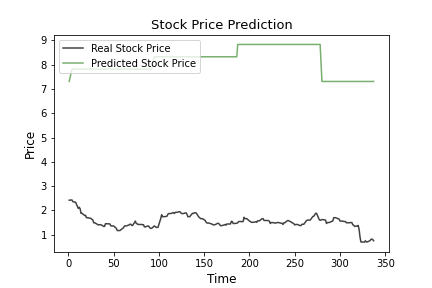 Stock Price Prediction
Real Stock Price
Predicted Stock Price
9
8
7
6
5
4
3
2
1
Price
0 50 100 150 200 250 300 350
Time